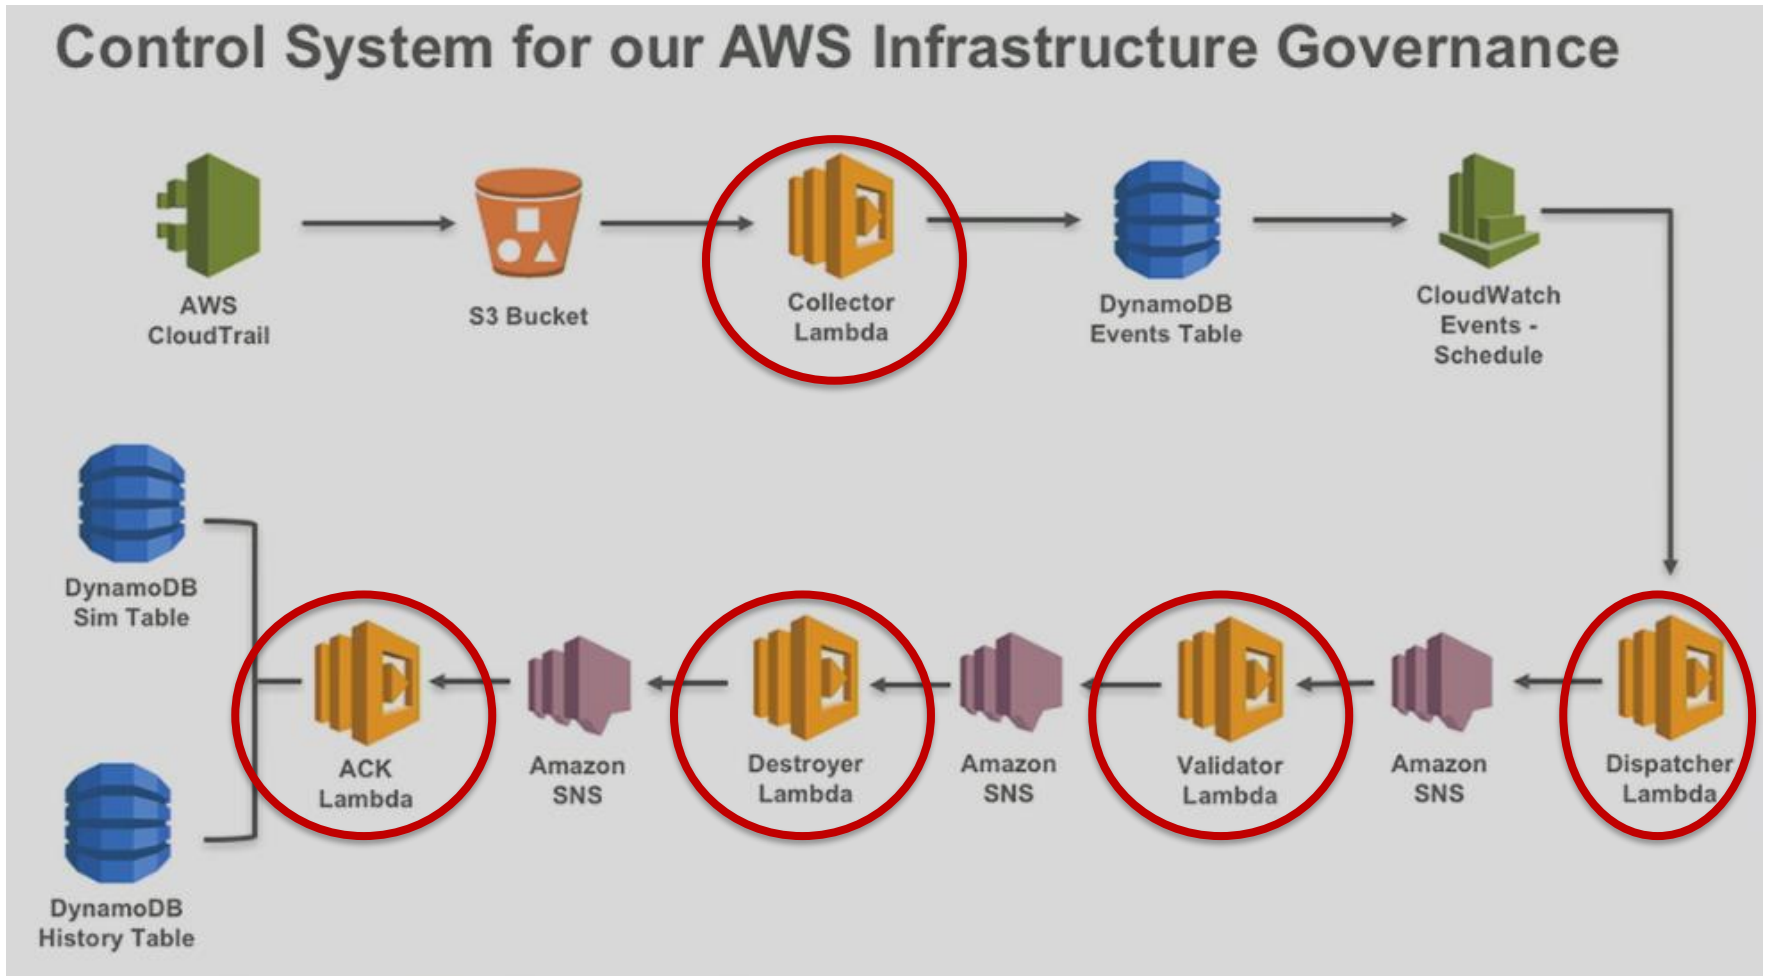 Control System for our AWS Infrastructure Governance
AWS
CloudTrail
S3 Bucket
Collector
Lambda
DynamoDB
Events Table
CloudWatch
Events -
Schedule
DynamoDB
Sim Table
ACK
Lambda
Amazon
SNS
Destroyer
Lambda
Amazon
SNS
Validator
Lambda
Amazon
SNS
Dispatcher
Lambda
DynamoDB
History Table